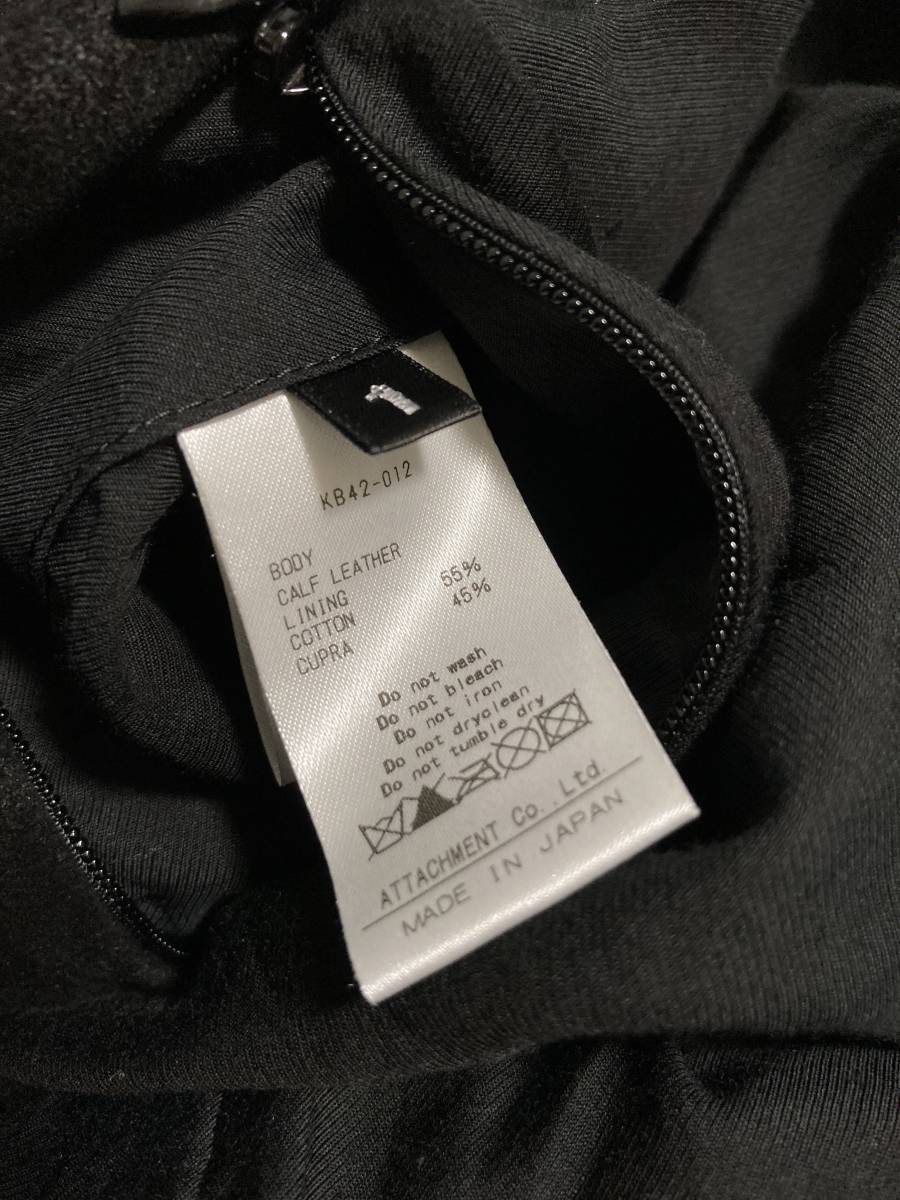 1
KB42-012
BODY
CALF LEATHER
LINING
COTTON 55%
CUPRA 45%
Do not wash
Do not bleach
Do not iron
Do not dryclean
Do not tumble dry
ATTACHMENT Co.,Ltd.
MADE IN JAPAN